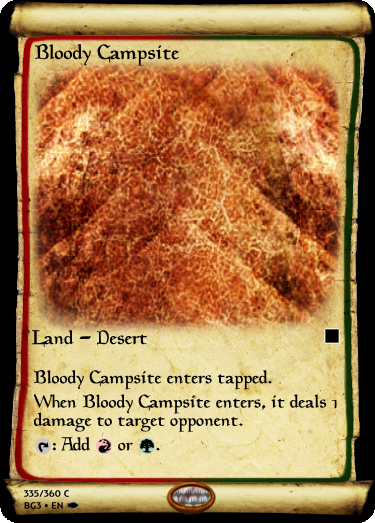 Bloody Campsite
Land – Desert
Bloody Campsite enters tapped.
When Bloody Campsite enters, it deals 1
damage to target opponent.
: Add or .
335/360 C
BG3 • EN